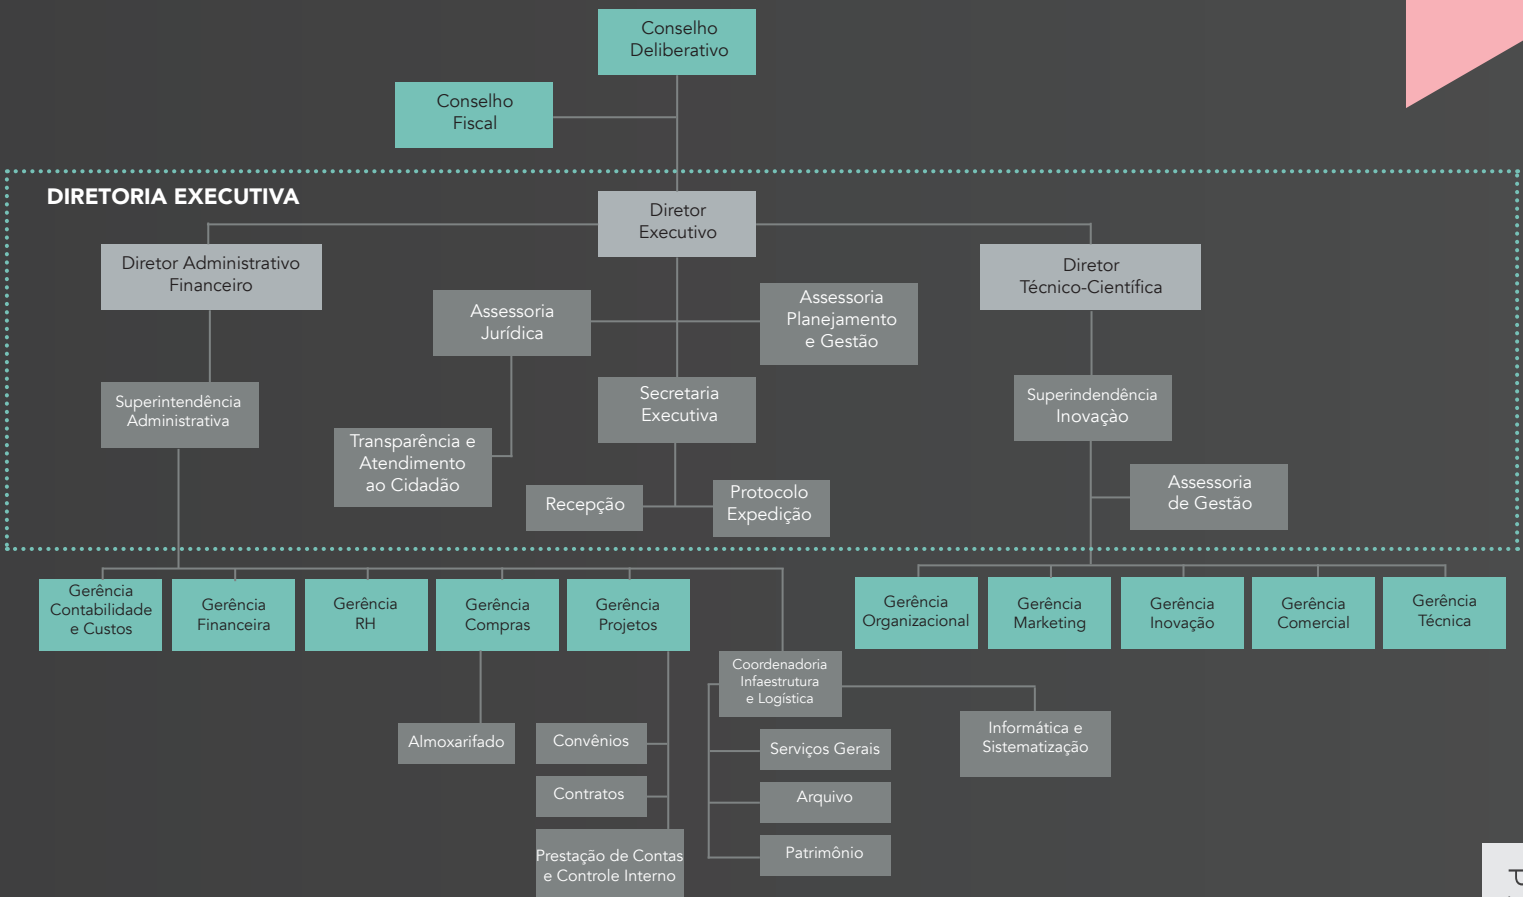 Conselho
Deliberativo
Conselho
Fiscal
DIRETORIA EXECUTIVA
Diretor
Executivo
Diretor Administrativo
Financeiro
Diretor
Técnico-Científica
Assessoria
Jurídica
Assessoria
Planejamento
e Gestão
Superintendência
Administrativa
Secretaria
Executiva
Superindendência
Inovaçào
Transparência e
Atendimento
ao Cidadão
Recepção
Protocolo
Expedição
Assessoria
de Gestão
Gerência
Contabilidade
e Custos
Gerência
Financeira
Gerência
RH
Gerência
Compras
Gerência
Projetos
Gerência
Organizacional
Gerência
Marketing
Gerência
Inovação
Gerência
Comercial
Gerência
Técnica
Coordenadoria
Infaestrutura
e Logística
Almoxarifado
Convênios
Contratos
Prestação de Contas
e Controle Interno
Serviços Gerais
Arquivo
Patrimônio
Informática e
Sistematização